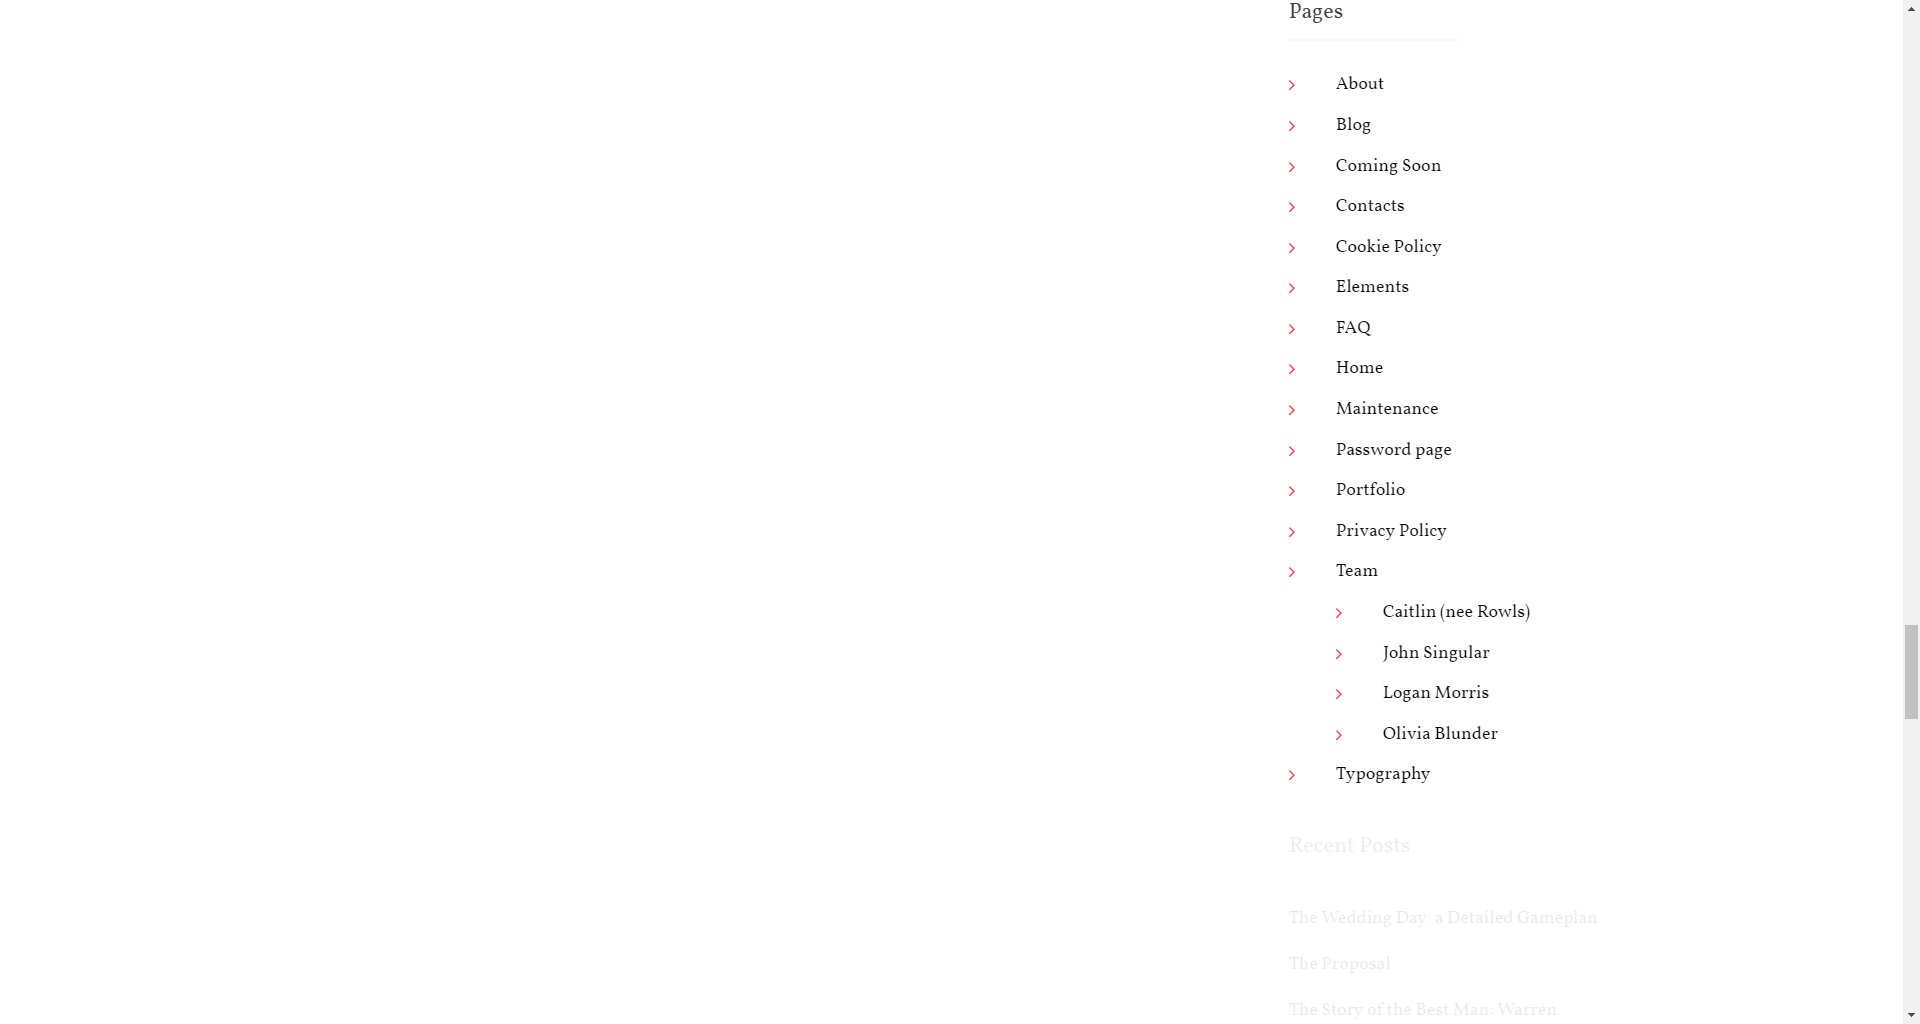 Pages
About
Blog
Coming Soon
Contacts
Cookie Policy
Elements
FAQ
Home
Maintenance
Password page
Portfolio
Privacy Policy
Team
Caitlin (nee Rowls)
John Singular
Logan Morris
Olivia Blunder
Typography
Recent Posts
The Wedding Day: a Detailed Gameplan
The Proposal
The Story of the Best Man: Warren